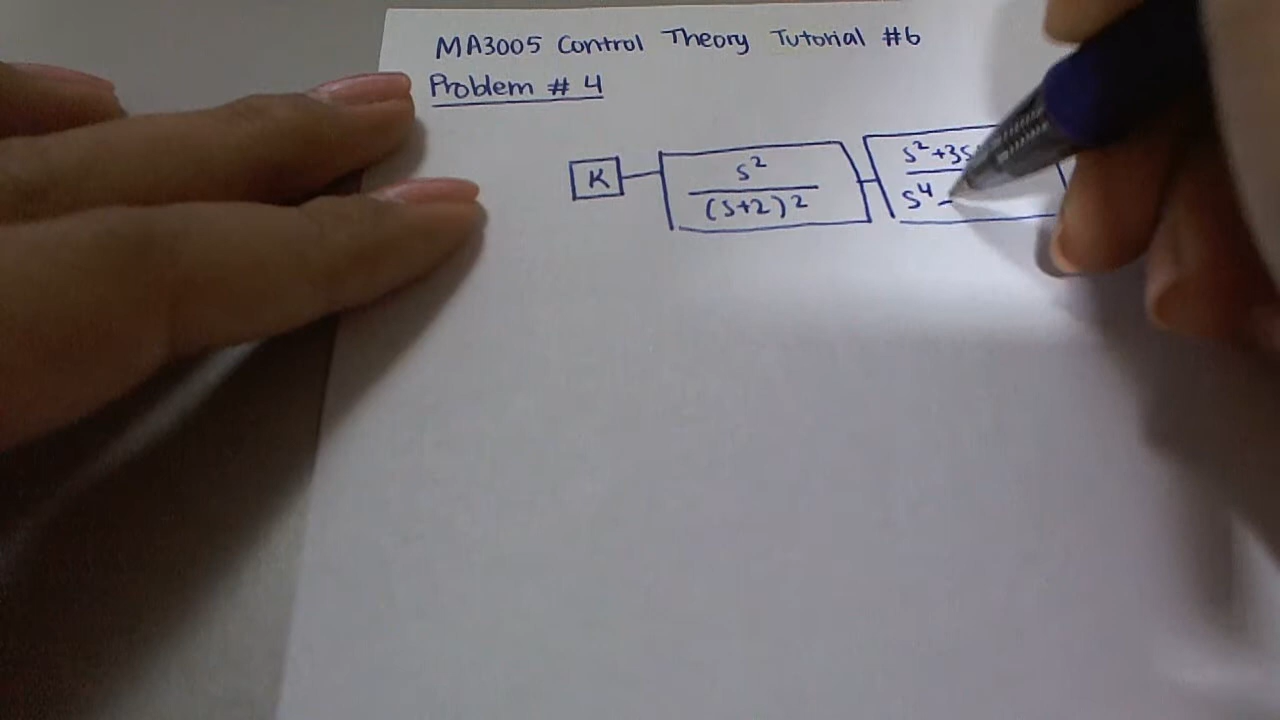 MA3005 Control Theory Tutorial #6
Problem # 4
K
s²
(s+2)²
s²+3s
s⁴-